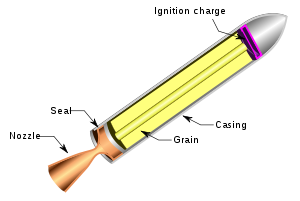 Ignition charge
Seal
Casing
Nozzle
Grain